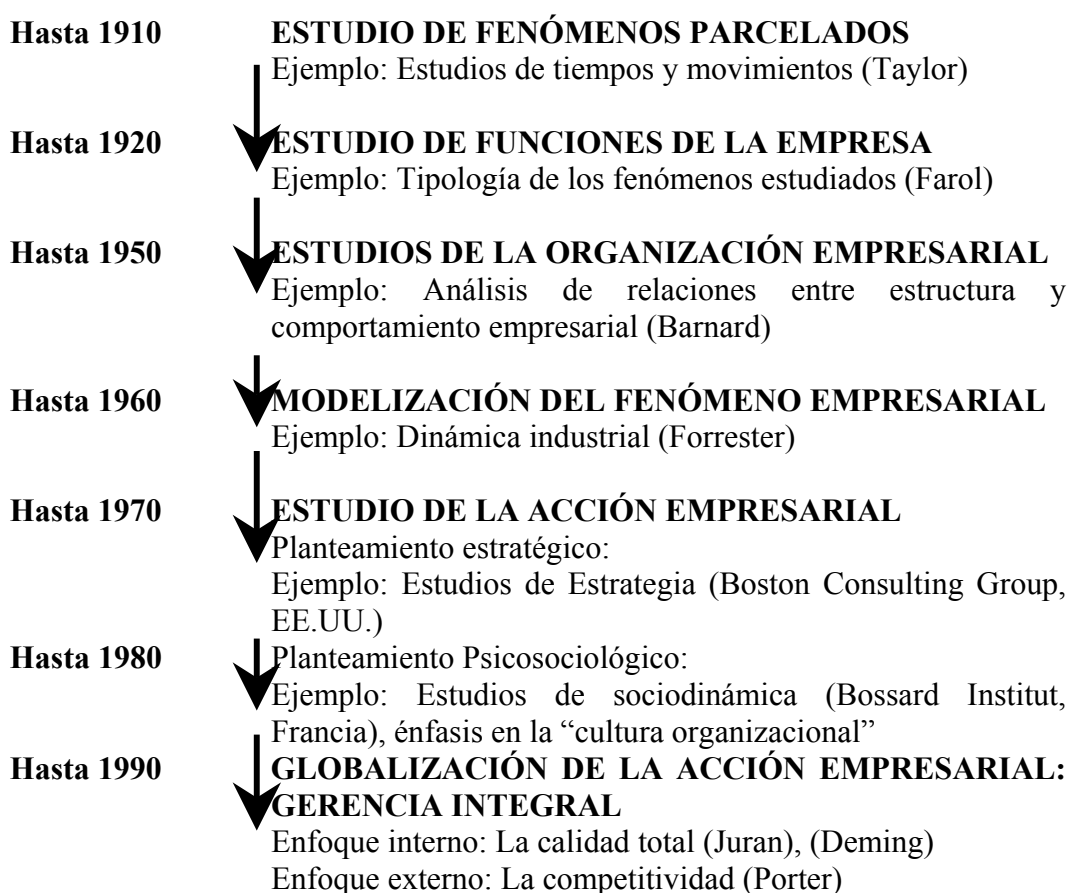 Hasta 1910 ESTUDIO DE FENÓMENOS PARCELADOS
Ejemplo: Estudios de tiempos y movimientos (Taylor)
Hasta 1920 ESTUDIO DE FUNCIONES DE LA EMPRESA
Ejemplo: Tipología de los fenómenos estudiados (Farol)
Hasta 1950 ESTUDIOS DE LA ORGANIZACIÓN EMPRESARIAL
Ejemplo: Análisis de relaciones entre estructura y
comportamiento empresarial (Barnard)
Hasta 1960 MODELIZACIÓN DEL FENÓMENO EMPRESARIAL
Ejemplo: Dinámica industrial (Forrester)
Hasta 1970 ESTUDIO DE LA ACCIÓN EMPRESARIAL
Planteamiento estratégico:
Ejemplo: Estudios de Estrategia (Boston Consulting Group,
EE.UU.)
Hasta 1980 Planteamiento Psicosociológico:
Ejemplo: Estudios de sociodinámica (Bossard Institut,
Francia), énfasis en la “cultura organizacional”
Hasta 1990 GLOBALIZACIÓN DE LA ACCIÓN EMPRESARIAL:
GERENCIA INTEGRAL
Enfoque interno: La calidad total (Juran), (Deming)
Enfoque externo: La competitividad (Porter)